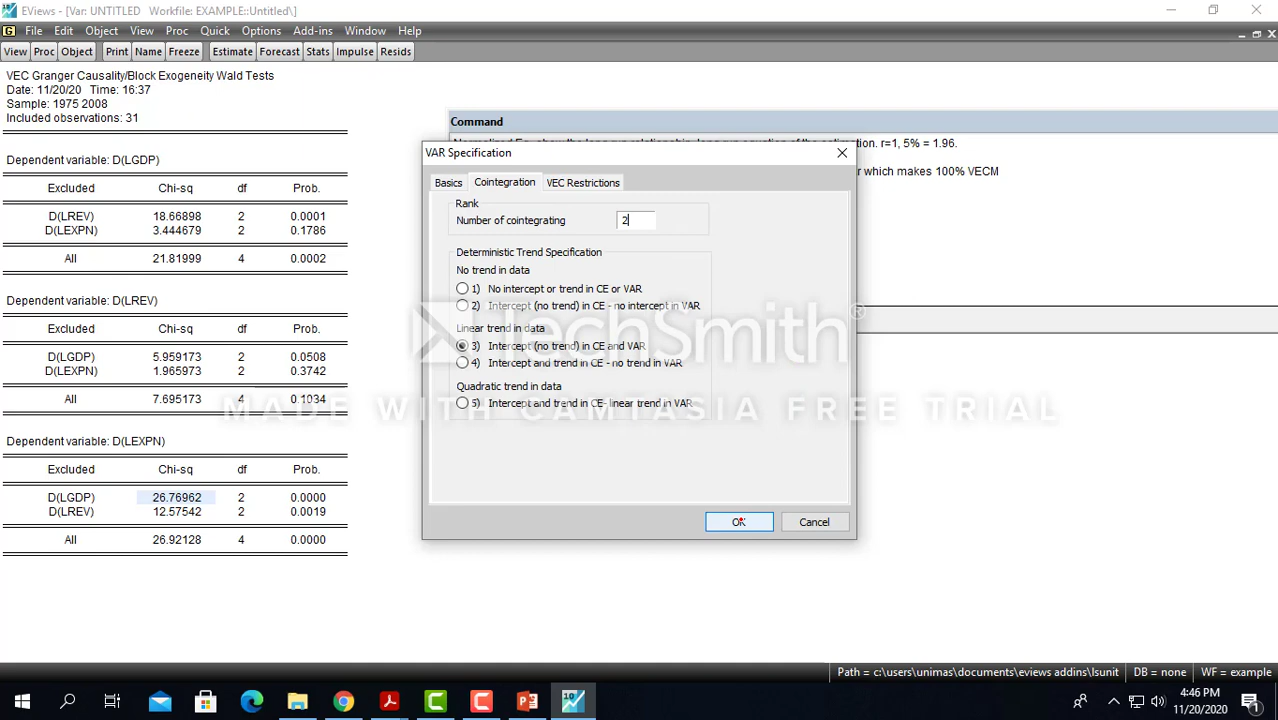 EViews - [Var: UNTITLED   Workfile: EXAMPLE::Untitled\]
File Edit Object View Proc Quick Options Add-ins Window Help
View Proc Object Print Name Freeze Estimate Forecast Stats Impulse Resids
VEC Granger Causality/Block Exogeneity Wald Tests
Date: 11/20/20 Time: 16:37
Sample: 1975 2008
Included observations: 31
Dependent variable: D(LGDP)
Excluded Chi-sq df Prob.
D(LREV) 18.66898 2 0.0001
D(LEXPN) 3.444679 2 0.1786
All 21.81999 4 0.0002
Dependent variable: D(LREV)
Excluded Chi-sq df Prob.
D(LGDP) 5.959173 2 0.0508
D(LEXPN) 1.965973 2 0.3742
All 7.695173 4 0.1034
Dependent variable: D(LEXPN)
Excluded Chi-sq df Prob.
D(LGDP) 26.76962 2 0.0000
D(LREV) 12.57542 2 0.0019
All 26.92128 4 0.0000
Command
r=1, 5% = 1.96.
r which makes 100% VECM
VAR Specification
Basics Cointegration VEC Restrictions
Rank
Number of cointegrating 2
Deterministic Trend Specification
No trend in data
1) No intercept or trend in CE or VAR
2) Intercept (no trend) in CE - no intercept in VAR
Linear trend in data
3) Intercept (no trend) in CE and VAR
4) Intercept and trend in CE - no trend in VAR
Quadratic trend in data
5) Intercept and trend in CE- linear trend in VAR
OK Cancel
TechSmith®
MADE WITH CAMTASIA FREE TRIAL
Path = c:\users\unimas\documents\eviews addins\lsunit DB = none WF = example
10
4:46 PM
11/20/2020
1